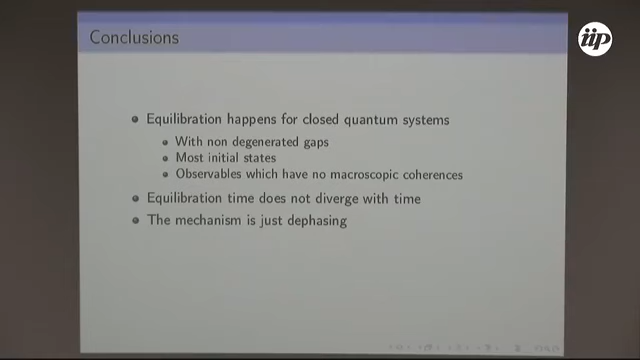 Conclusions
iip
Equilibration happens for closed quantum systems
With non degenerated gaps
Most initial states
Observables which have no macroscopic coherences
Equilibration time does not diverge with time
The mechanism is just dephasing